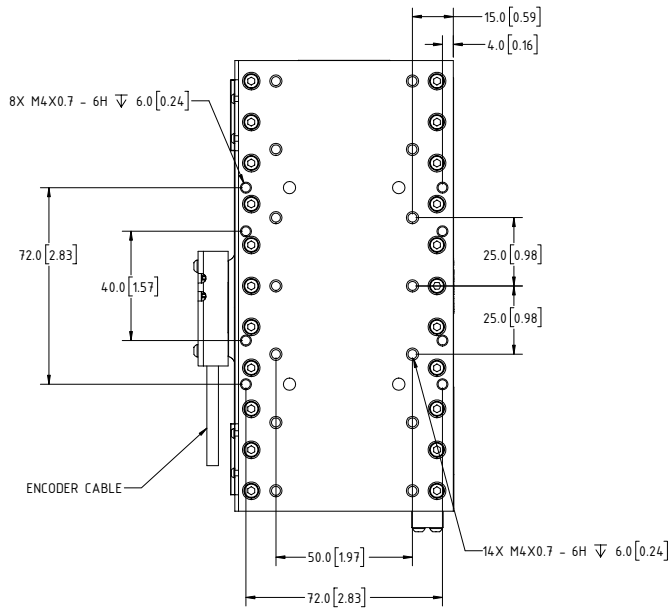 15.0[0.59]
4.0[0.16]
8X M4X0.7 - 6H ↧ 6.0[0.24]
72.0[2.83]
40.0[1.57]
25.0[0.98]
25.0[0.98]
ENCODER CABLE
50.0[1.97]
14X M4X0.7 - 6H ↧ 6.0[0.24]
72.0[2.83]